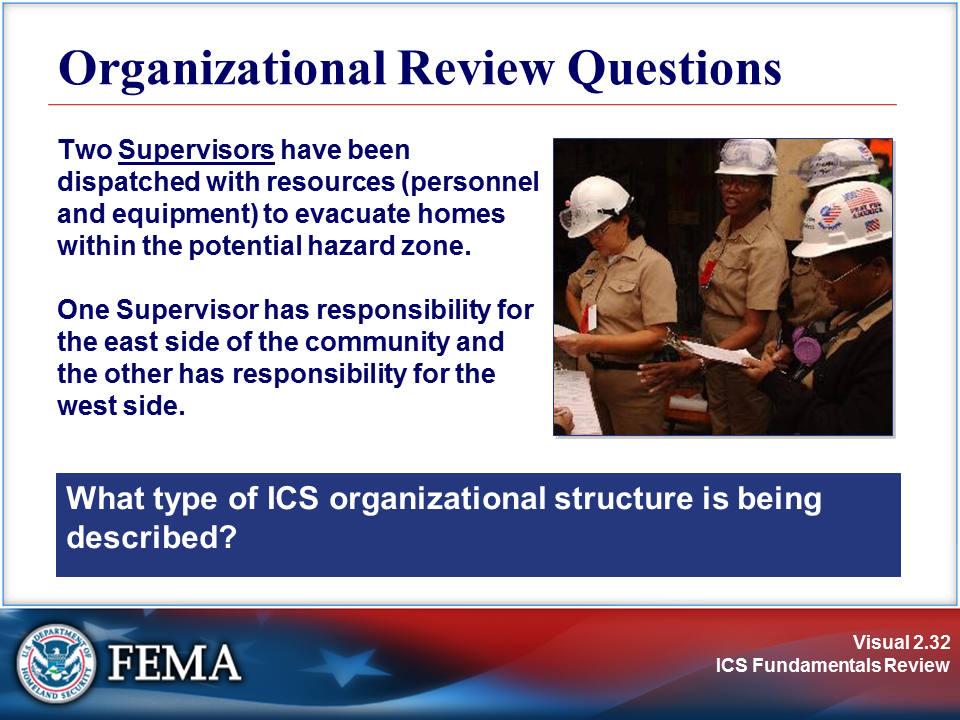 Organizational Review Questions
Two Supervisors have been
dispatched with resources (personnel
and equipment) to evacuate homes
within the potential hazard zone.
One Supervisor has responsibility for
the east side of the community and
the other has responsibility for the
west side.
PRAY FOR
AMERICA
What type of ICS organizational structure is being
described?
U.S. DEPARTMENT OF
HOMELAND SECURITY
FEMA
Visual 2.32
ICS Fundamentals Review